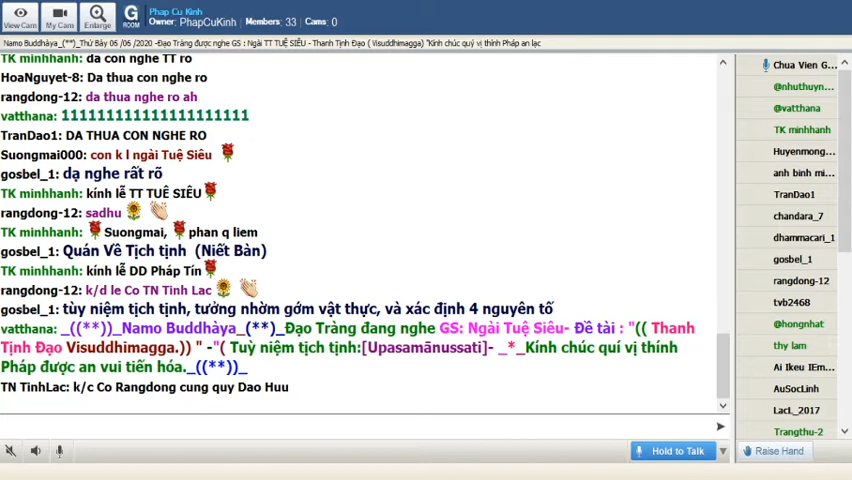 View Cam
My Cam
Enlarge
G ROOM
Phap Cu Kinh
Owner: PhapCuKinh Members: 33 Cams: 0
Namo Buddhàya_(**)_Thứ Bảy 06 /06 /2020 -Đạo Tràng được nghe GS : Ngài TUỆ SIÊU - Thanh Tịnh Đạo ( Visuddhimagga) "Kính chúc quý vị thính Pháp an lạc
TK minhhanh: da con nghe TT ro
HoaNguyet-8: Da thua con nghe ro
rangdong-12: da thua nghe ro ah
vatthana: 1111111111111111111111
TranDao1: DA THUA CON NGHE RO
Suongmai000: con k l ngài Tuệ Siêu
gosbel_1: dạ nghe rất rõ
TK minhhanh: kính lễ TT TUÊ SIÊU
rangdong-12: sadhu
TK minhhanh: Suongmai, phan q liem
gosbel_1: Quán Về Tịch tịnh (Niết Bàn)
TK minhhanh: kính lễ DD Pháp Tín
rangdong-12: k/d le Co TN Tinh Lac
gosbel_1: tùy niệm tịch tịnh, tưởng nhờm gớm vật thực, và xác định 4 nguyên tố
vatthana: _((**))_Namo Buddhàya_(**)_Đạo Tràng đang nghe GS: Ngài Tuệ Siêu- Đề tài : "(( Thanh
Tịnh Đạo Visuddhimagga.)) " -"( Tuỳ niệm tịch tịnh:[Upasamānussati]- _*_Kính chúc quí vị thính
Pháp được an vui tiến hóa._((**))_
TN TinhLac: k/c Co Rangdong cung quy Dao Huu
Hold to Talk
Chua Vien G...
@nhuthuyn...
@vatthana
TK minhhanh
Huyenmong...
anh binh mi...
TranDao1
chandara_7
dhammacari_1
gosbel_1
rangdong-12
tvb2468
@hongnhat
thy lam
Ai Ikeu IEm...
AuSocLinh
LacL_2017
Trangthu-2
Raise Hand